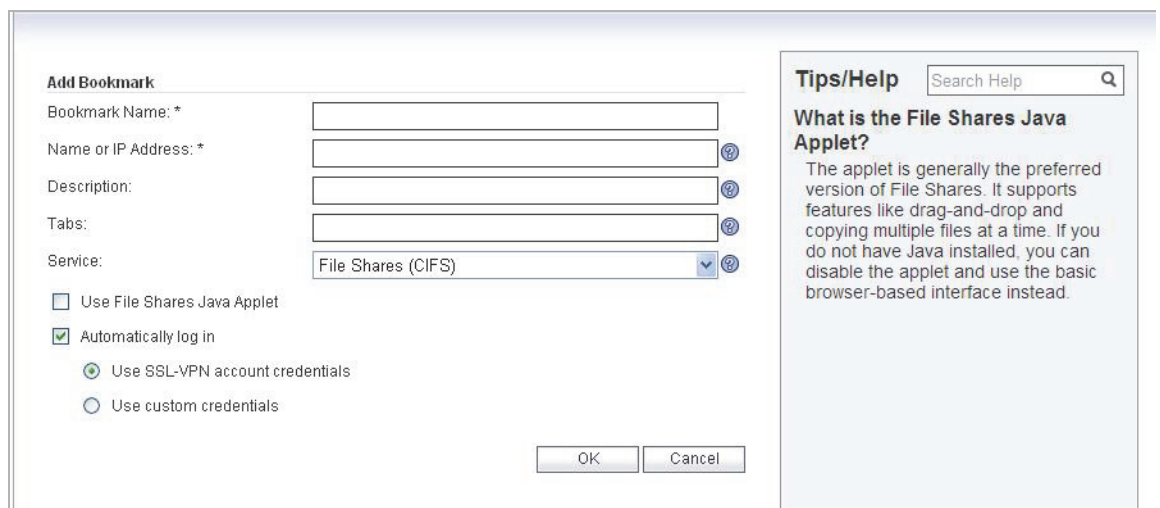 Add Bookmark
Bookmark Name: *
Name or IP Address: *
Description:
Tabs:
Service:
File Shares (CIFS)
Use File Shares Java Applet
Automatically log in
Use SSL-VPN account credentials
Use custom credentials
OK
Cancel
Tips/Help
Search Help
What is the File Shares Java
Applet?
The applet is generally the preferred
version of File Shares. It supports
features like drag-and-drop and
copying multiple files at a time. If you
do not have Java installed, you can
disable the applet and use the basic
browser-based interface instead.